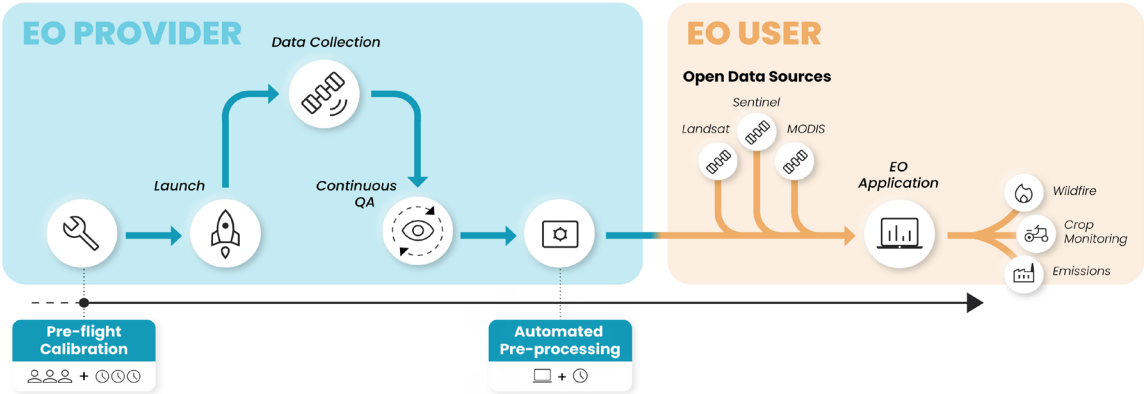 EO PROVIDER
Data Collection
Launch
Continuous
QA
Pre-flight
Calibration
+
Automated
Pre-processing
+
EO USER
Open Data Sources
Sentinel
Landsat
MODIS
EO
Application
Wildfire
Crop
Monitoring
Emissions